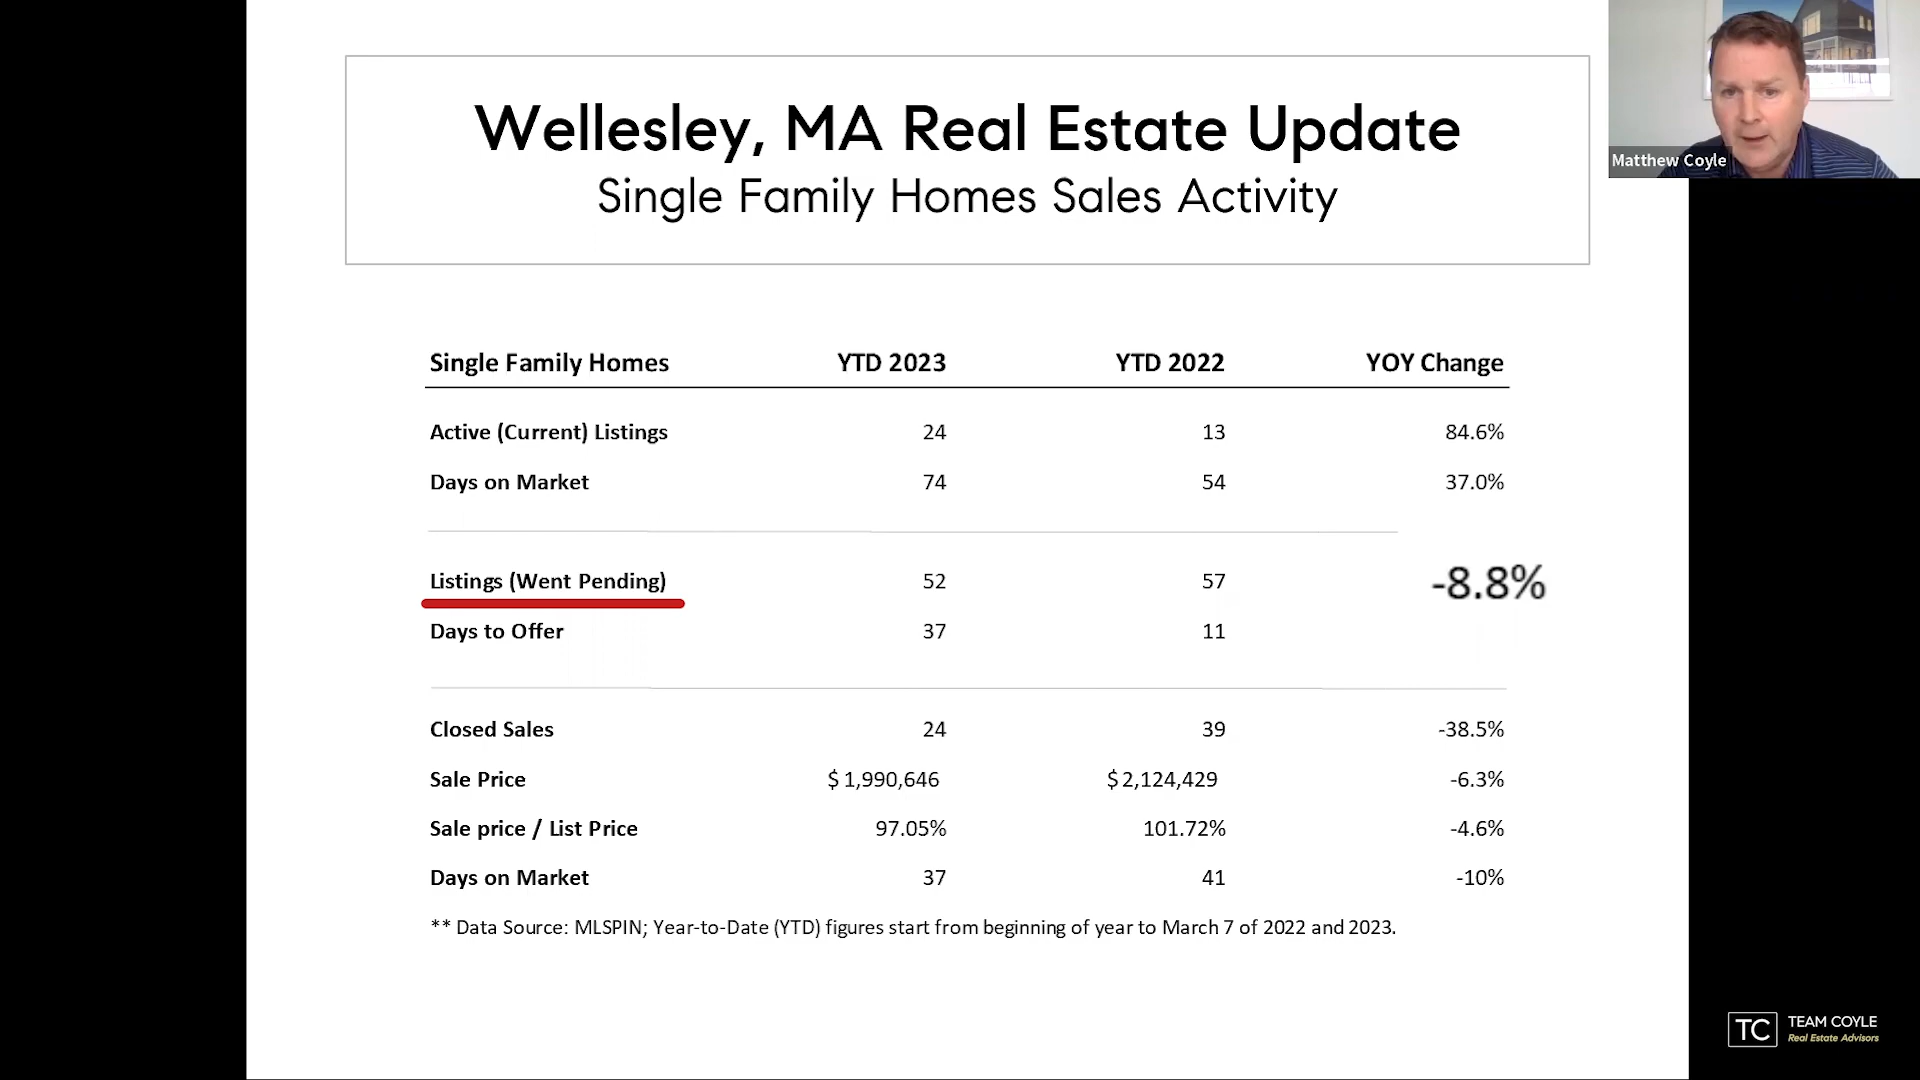 Wellesley, MA Real Estate Update
Single Family Homes Sales Activity
Matthew Coyle
Single Family Homes YTD 2023 YTD 2022 YOY Change
Active (Current) Listings 24 13 84.6%
Days on Market 74 54 37.0%
Listings (Went Pending) 52 57 -8.8%
Days to Offer 37 11
Closed Sales 24 39 -38.5%
Sale Price $ 1,990,646 $ 2,124,429 -6.3%
Sale price / List Price 97.05% 101.72% -4.6%
Days on Market 37 41 -10%
** Data Source: MLSPIN; Year-to-Date (YTD) figures start from beginning of year to March 7 of 2022 and 2023.
TC TEAM COYLE
Real Estate Advisors